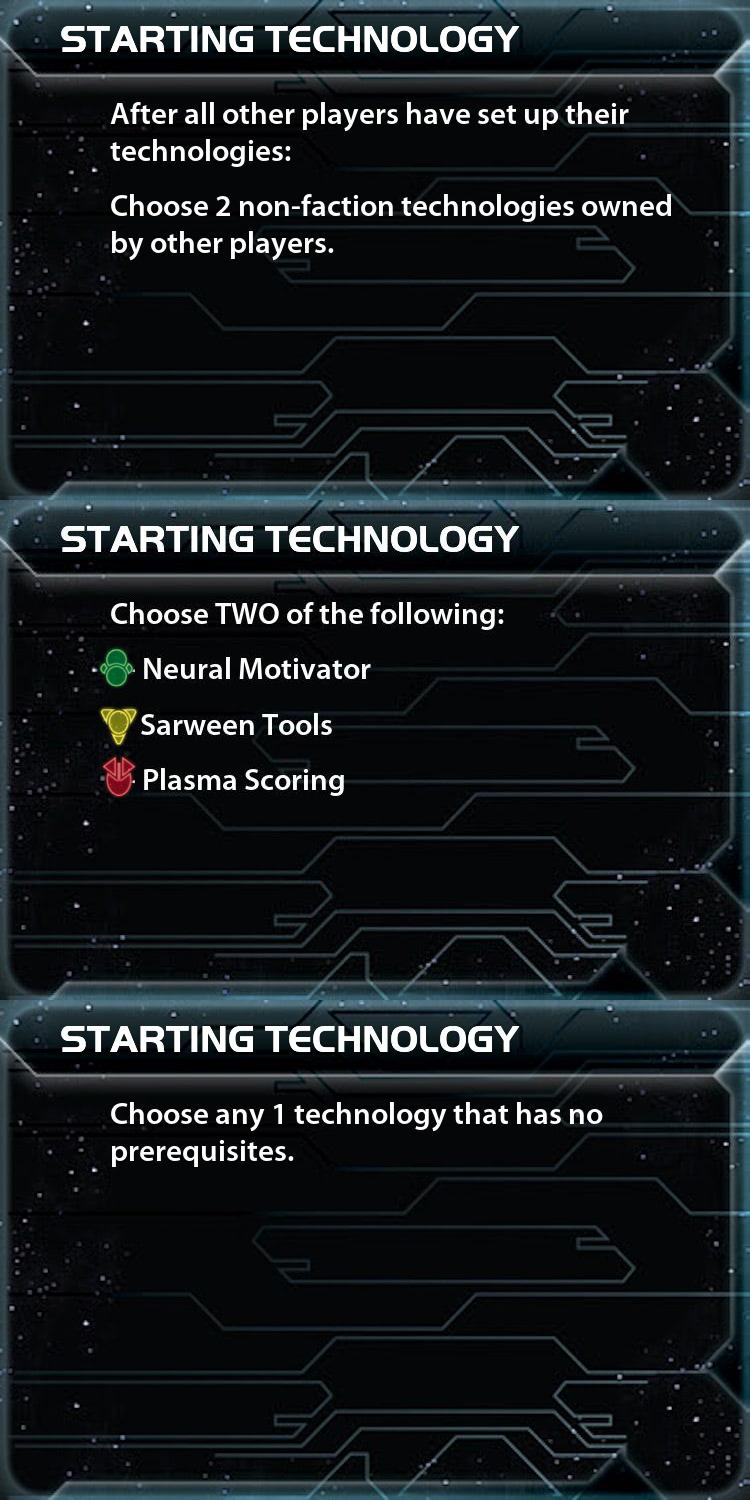 STARTING TECHNOLOGY
After all other players have set up their
technologies:
Choose 2 non-faction technologies owned
by other players.
STARTING TECHNOLOGY
Choose TWO of the following:
Neural Motivator
Sarween Tools
Plasma Scoring
STARTING TECHNOLOGY
Choose any 1 technology that has no
prerequisites.